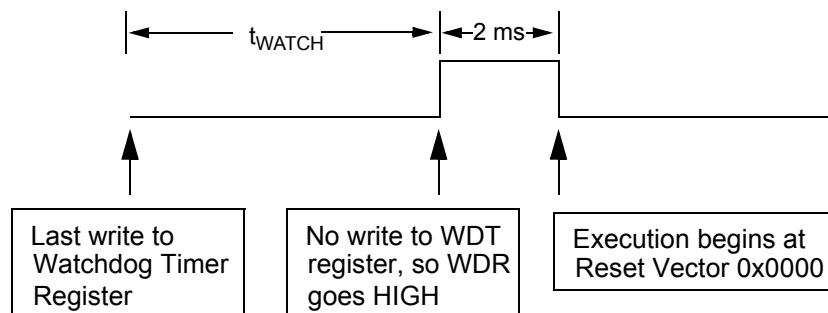 tWATCH
2 ms
Last write to
Watchdog Timer
Register
No write to WDT
register, so WDR
goes HIGH
Execution begins at
Reset Vector 0x0000